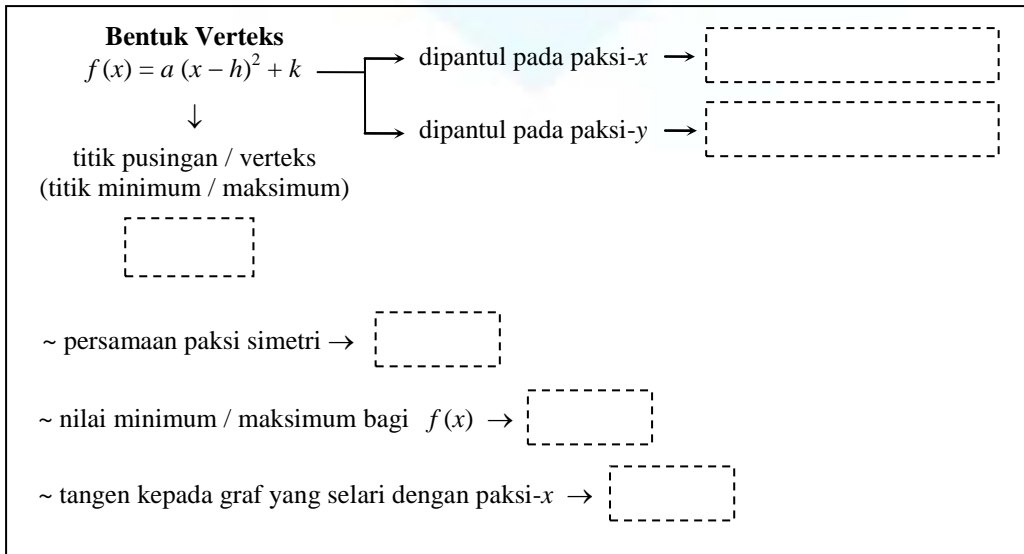 Bentuk Verteks
f (x) = a (x – h)² + k
dipantul pada paksi-x →
dipantul pada paksi-y →
↓
titik pusingan / verteks
(titik minimum / maksimum)
~ persamaan paksi simetri →
~ nilai minimum / maksimum bagi f (x) →
~ tangen kepada graf yang selari dengan paksi-x →